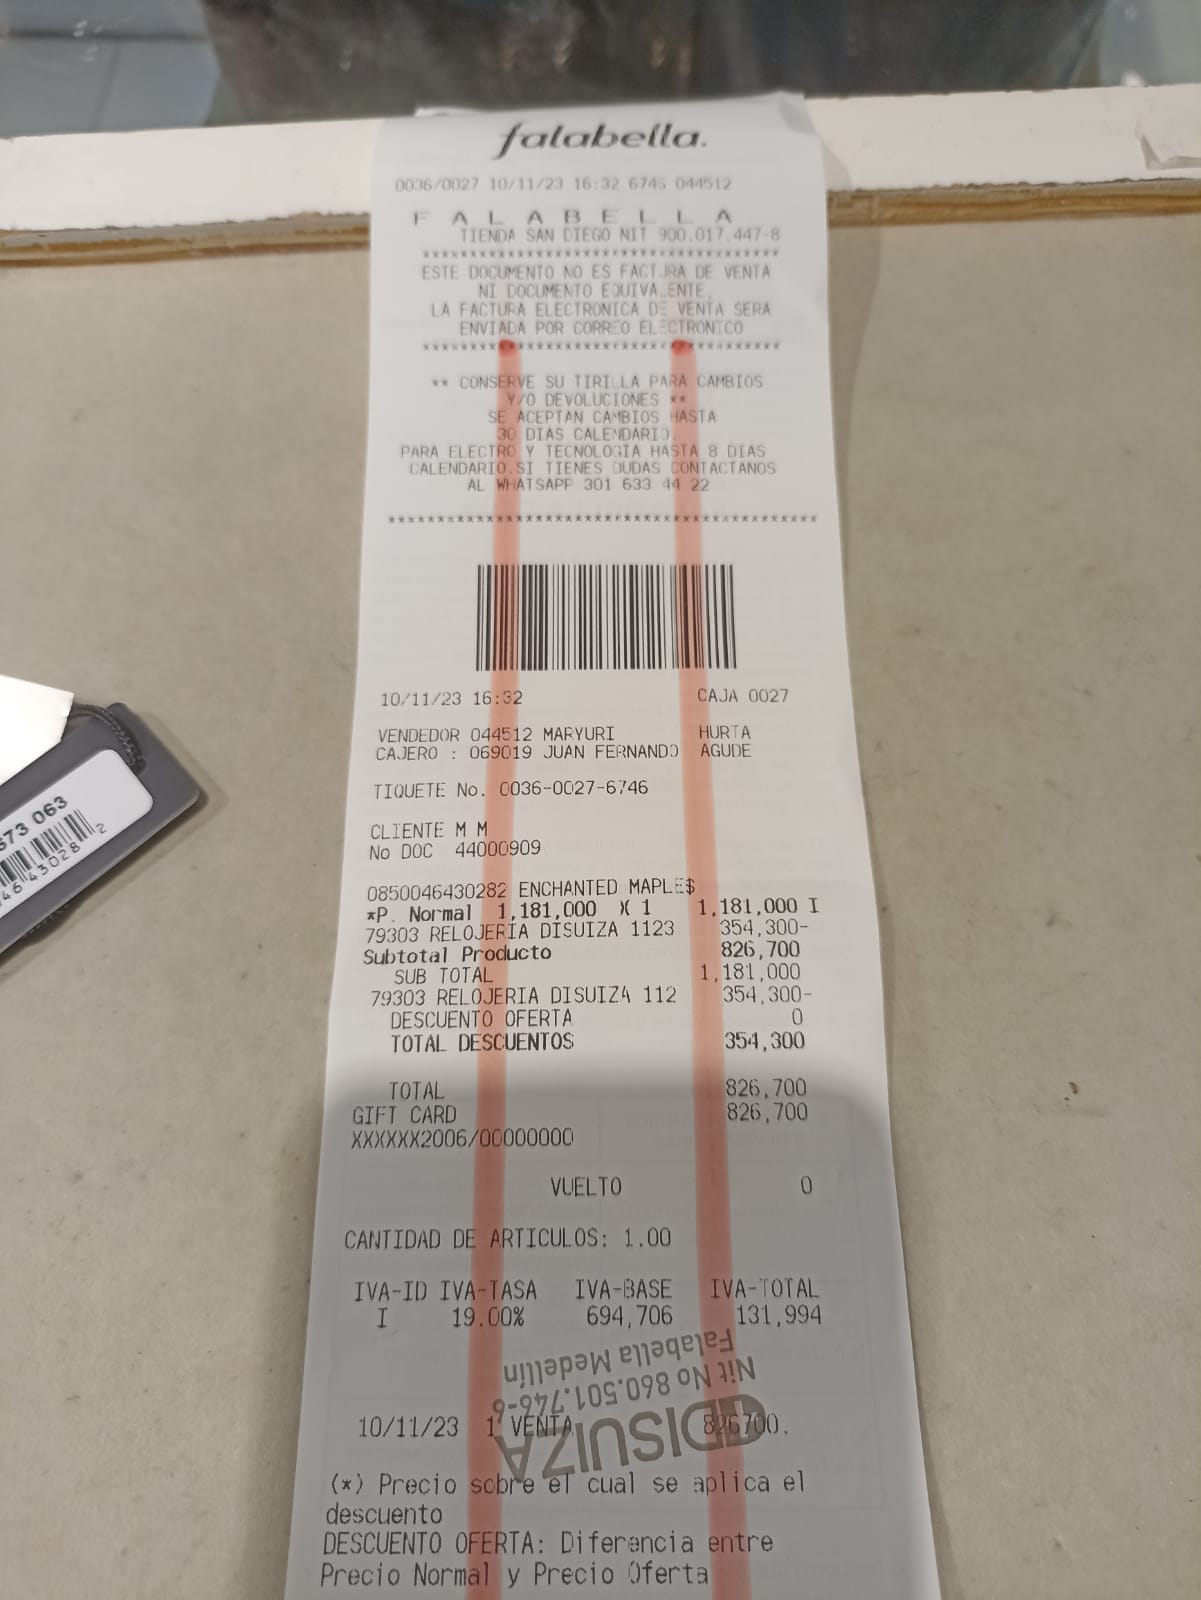 falabella.
0036/0027 10/11/23 16:32 6745 044512
F A L A B E L L A
TIENDA SAN DIEGO NIT 900.017.447-8
*******************************************
ESTE DOCUMENTO NO ES FACTURA DE VENTA
NI DOCUMENTO EQUIVALENTE,
LA FACTURA ELECTRONICA DE VENTA SERA
ENVIADA POR CORREO ELECTRONICO
*******************************************
** CONSERVE SU TIRILLA PARA CAMBIOS
Y/O DEVOLUCIONES **
SE ACEPTAN CAMBIOS HASTA
30 DIAS CALENDARIO.
PARA ELECTRO Y TECNOLOGIA HASTA 8 DIAS
CALENDARIO.SI TIENES DUDAS CONTACTANOS
AL WHATSAPP 301 633 44 22
*******************************************
10/11/23 16:32 CAJA 0027
VENDEDOR 044512 MARYURI HURTA
CAJERO : 069019 JUAN FERNANDO AGUDE
TIQUETE No. 0036-0027-6746
CLIENTE M M
No DOC 44000909
0850046430282 ENCHANTED MAPLE$
*P. Normal 1,181,000 X 1 1,181,000 I
79303 RELOJERIA DISUIZA 1123 354,300-
Subtotal Producto 826,700
SUB TOTAL 1,181,000
79303 RELOJERIA DISUIZA 112 354,300-
DESCUENTO OFERTA 0
TOTAL DESCUENTOS 354,300
TOTAL 826,700
GIFT CARD 826,700
XXXXXX2006/00000000
VUELTO 0
CANTIDAD DE ARTICULOS: 1.00
IVA-ID IVA-TASA IVA-BASE IVA-TOTAL
I 19.00% 694,706 131,994
DISUIZA
Nit No 860.501.746-6
Falabella Medellín
10/11/23 1 VENTA 826700.
(*) Precio sobre el cual se aplica el
descuento
DESCUENTO OFERTA: Diferencia entre
Precio Normal y Precio Oferta
673 063
46 43028 2